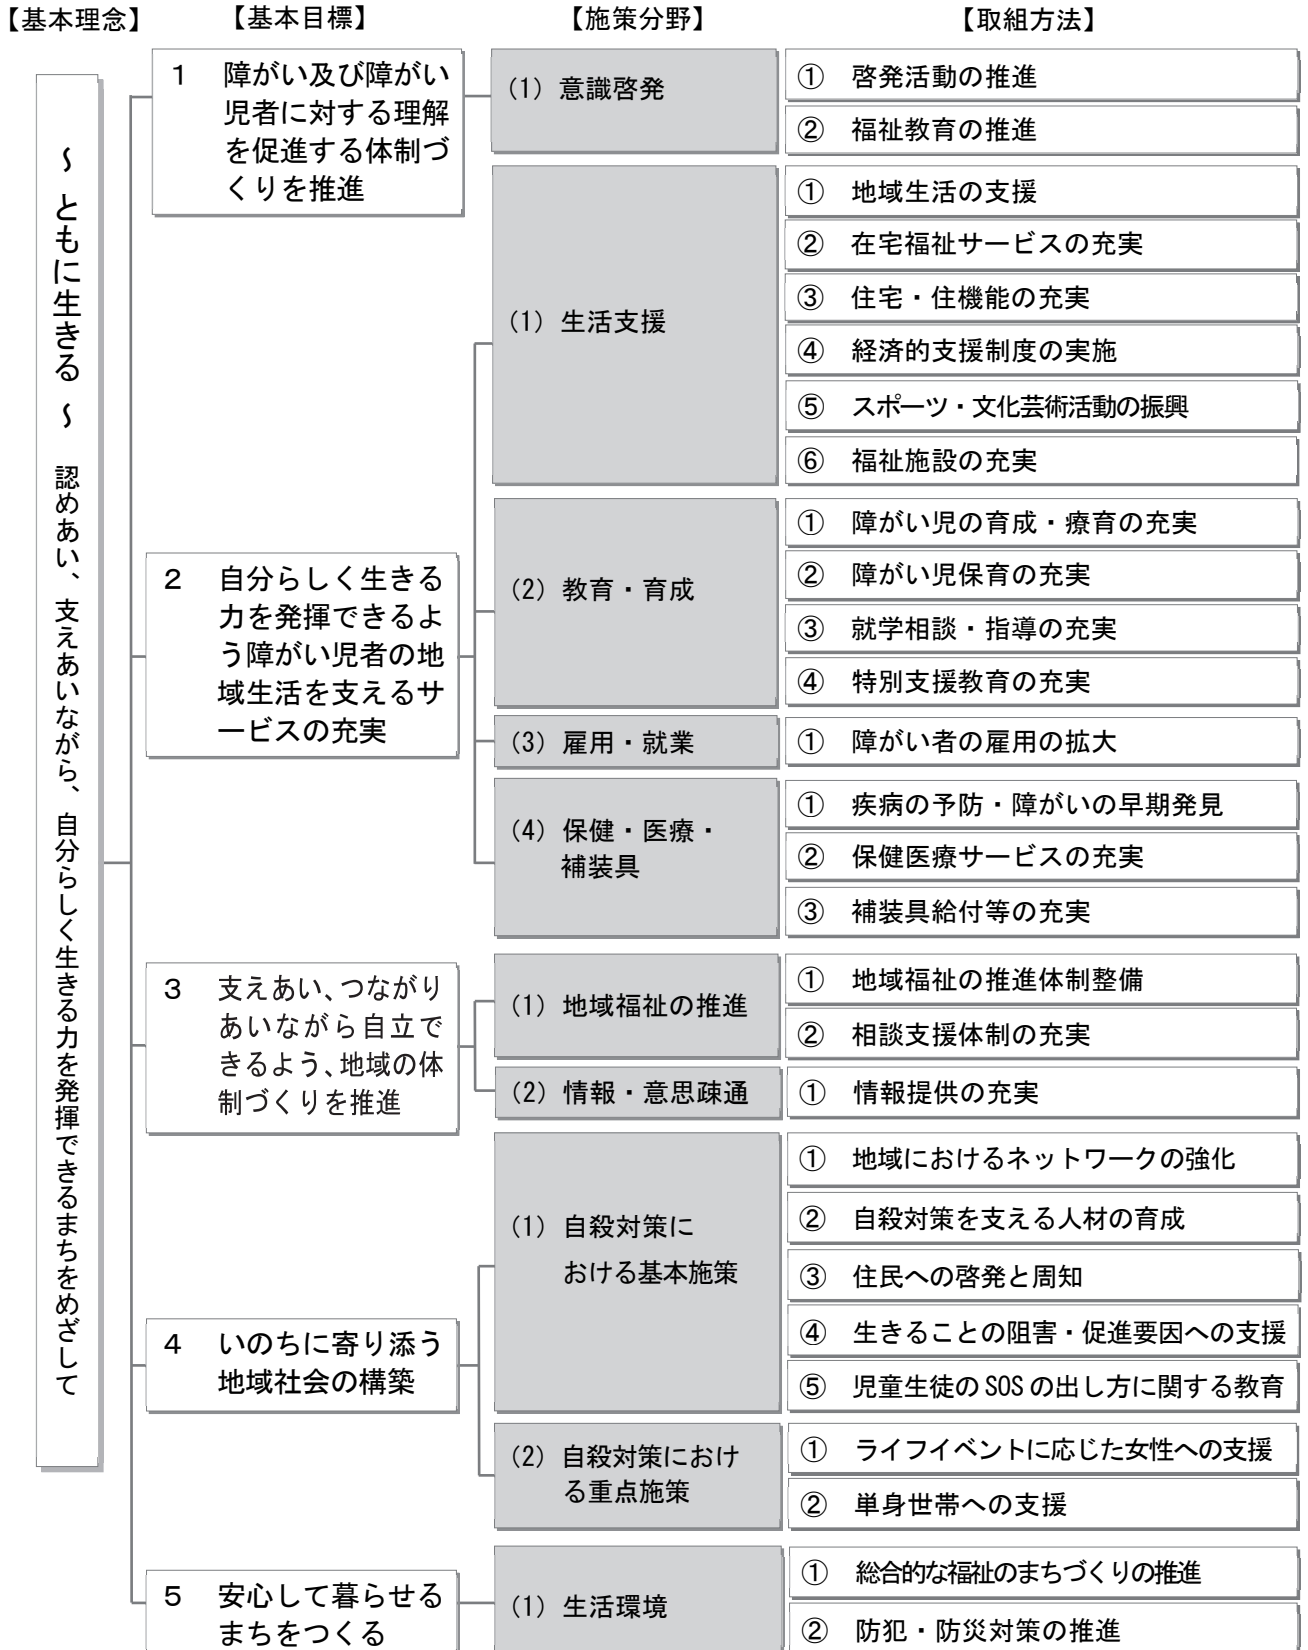 【基本理念】
【基本目標】
【施策分野】
【取組方法】
～ ともに生きる ～ 認めあい、支えあいながら、自分らしく生きる力を発揮できるまちをめざして
1 障がい及び障がい
児者に対する理解
を促進する体制づ
くりを推進
(1) 意識啓発
① 啓発活動の推進
② 福祉教育の推進
2 自分らしく生きる
力を発揮できるよ
う障がい児者の地
域生活を支えるサ
ービスの充実
(1) 生活支援
① 地域生活の支援
② 在宅福祉サービスの充実
③ 住宅・住機能の充実
④ 経済的支援制度の実施
⑤ スポーツ・文化芸術活動の振興
⑥ 福祉施設の充実
(2) 教育・育成
① 障がい児の育成・療育の充実
② 障がい児保育の充実
③ 就学相談・指導の充実
④ 特別支援教育の充実
(3) 雇用・就業
① 障がい者の雇用の拡大
(4) 保健・医療・
補装具
① 疾病の予防・障がいの早期発見
② 保健医療サービスの充実
③ 補装具給付等の充実
3 支えあい、つながり
あいながら自立で
きるよう、地域の体
制づくりを推進
(1) 地域福祉の推進
① 地域福祉の推進体制整備
② 相談支援体制の充実
(2) 情報・意思疎通
① 情報提供の充実
4 いのちに寄り添う
地域社会の構築
(1) 自殺対策に
おける基本施策
① 地域におけるネットワークの強化
② 自殺対策を支える人材の育成
③ 住民への啓発と周知
④ 生きることの阻害・促進要因への支援
⑤ 児童生徒のSOSの出し方に関する教育
(2) 自殺対策におけ
る重点施策
① ライフイベントに応じた女性への支援
② 単身世帯への支援
5 安心して暮らせる
まちをつくる
(1) 生活環境
① 総合的な福祉のまちづくりの推進
② 防犯・防災対策の推進